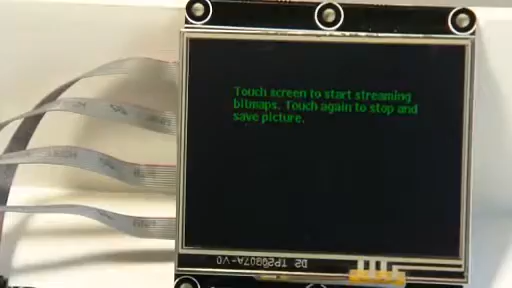 Touch screen to start streaming
bitmaps. Touch again to stop and
save picture.